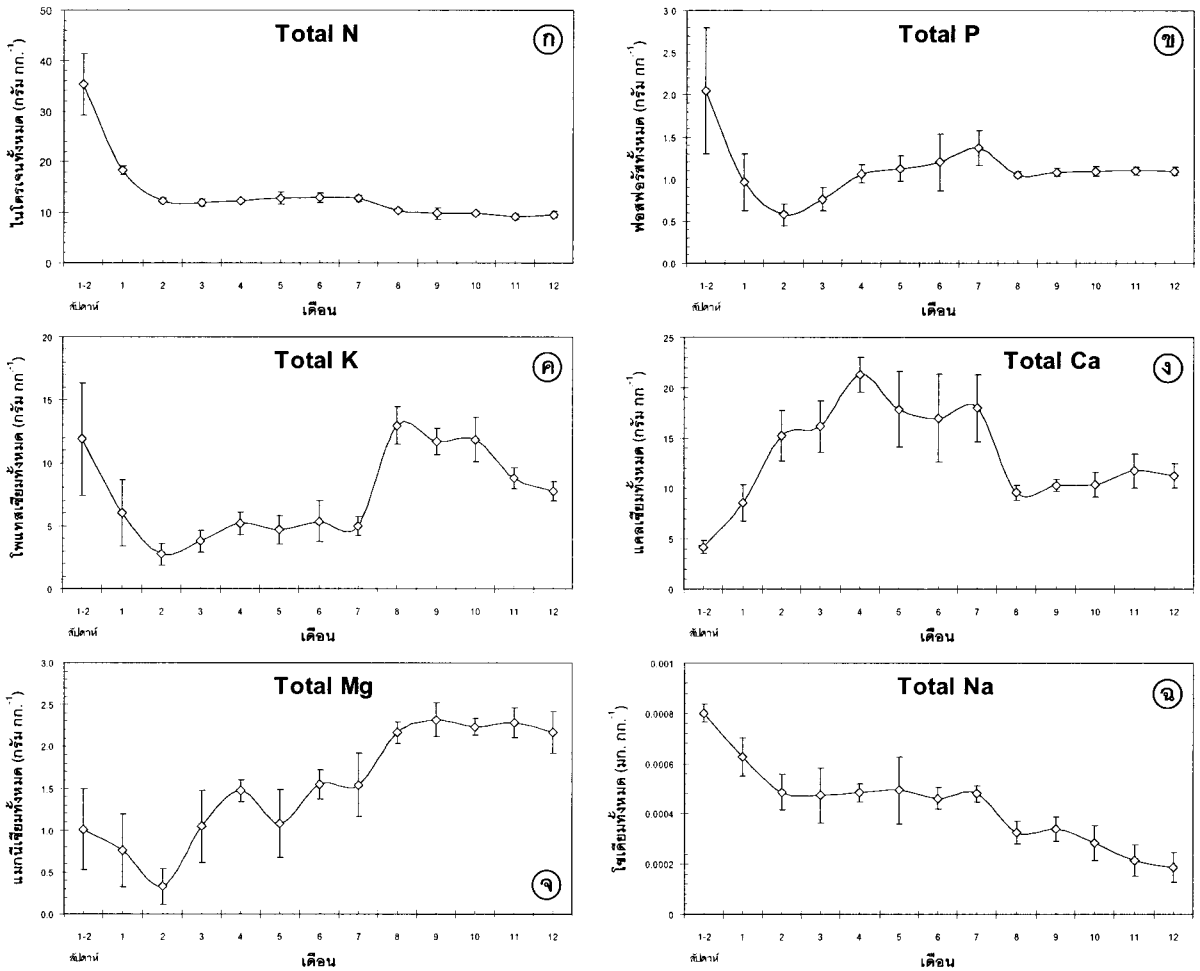 Total N
ก
ไนโตรเจนทั้งหมด (กรัม กก.-1)
50
40
30
20
10
0
1-2 1 2 3 4 5 6 7 8 9 10 11 12
สัปดาห์
เดือน
Total P
ข
ฟอสฟอรัสทั้งหมด (กรัม กก-1)
3.0
2.5
2.0
1.5
1.0
0.5
0.0
1-2 1 2 3 4 5 6 7 8 9 10 11 12
สัปดาห์
เดือน
Total K
ค
โพแทสเซียมทั้งหมด (กรัม กก-1)
20
15
10
5
0
1-2 1 2 3 4 5 6 7 8 9 10 11 12
สัปดาห์
เดือน
Total Ca
ง
แคลเซียมทั้งหมด (กรัม กก-1)
25
20
15
10
5
0
1-2 1 2 3 4 5 6 7 8 9 10 11 12
สัปดาห์
เดือน
Total Mg
จ
แมกนีเซียมทั้งหมด (กรัม กก.-1)
3.0
2.5
2.0
1.5
1.0
0.5
0.0
1-2 1 2 3 4 5 6 7 8 9 10 11 12
สัปดาห์
เดือน
Total Na
ฉ
โซเดียมทั้งหมด (มก. กก.-1)
0.001
0.0008
0.0006
0.0004
0.0002
0
1-2 1 2 3 4 5 6 7 8 9 10 11 12
สัปดาห์
เดือน